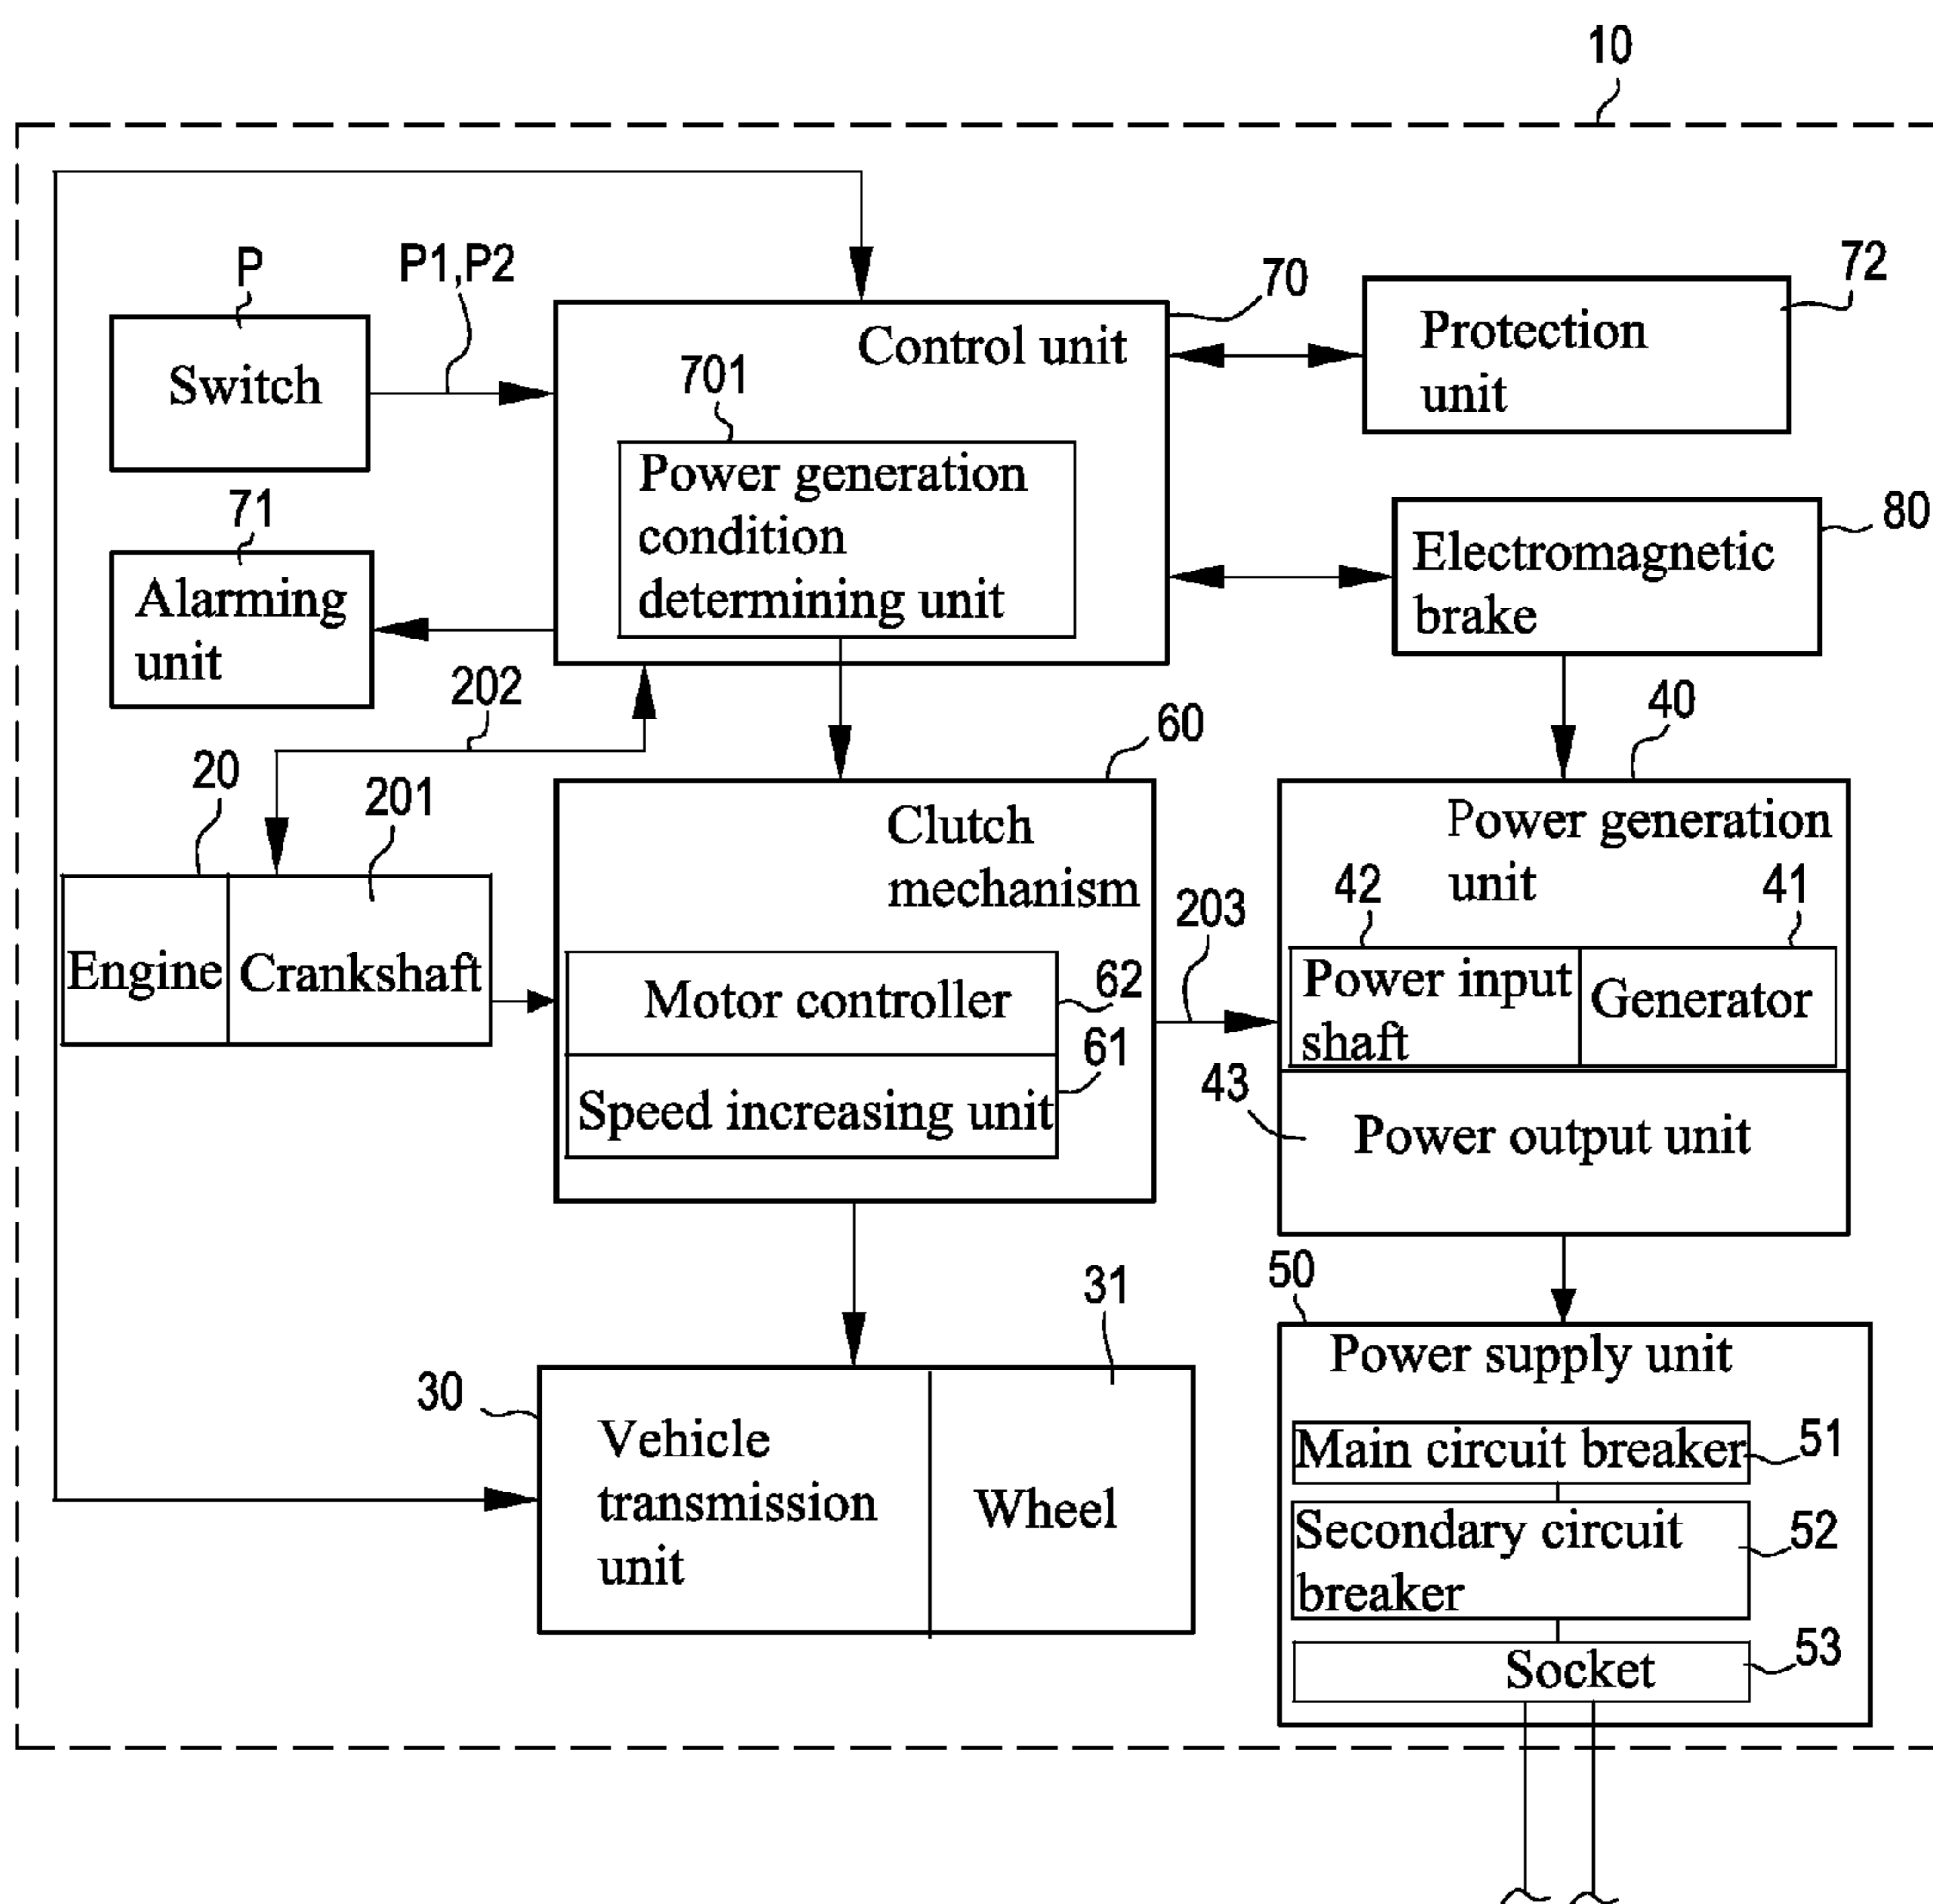 10
P
P1,P2
70
72
Switch
Control unit
Protection
unit
701
Power generation
condition
determining unit
71
Alarming
unit
80
Electromagnetic
brake
202
60
40
20
201
Engine
Crankshaft
Clutch
mechanism
Motor controller
62
Speed increasing unit
61
203
Power generation
unit
42
41
Power input
shaft
Generator
43
Power output unit
30
31
Vehicle
transmission
unit
Wheel
50
Power supply unit
Main circuit breaker
51
Secondary circuit
breaker
52
Socket
53